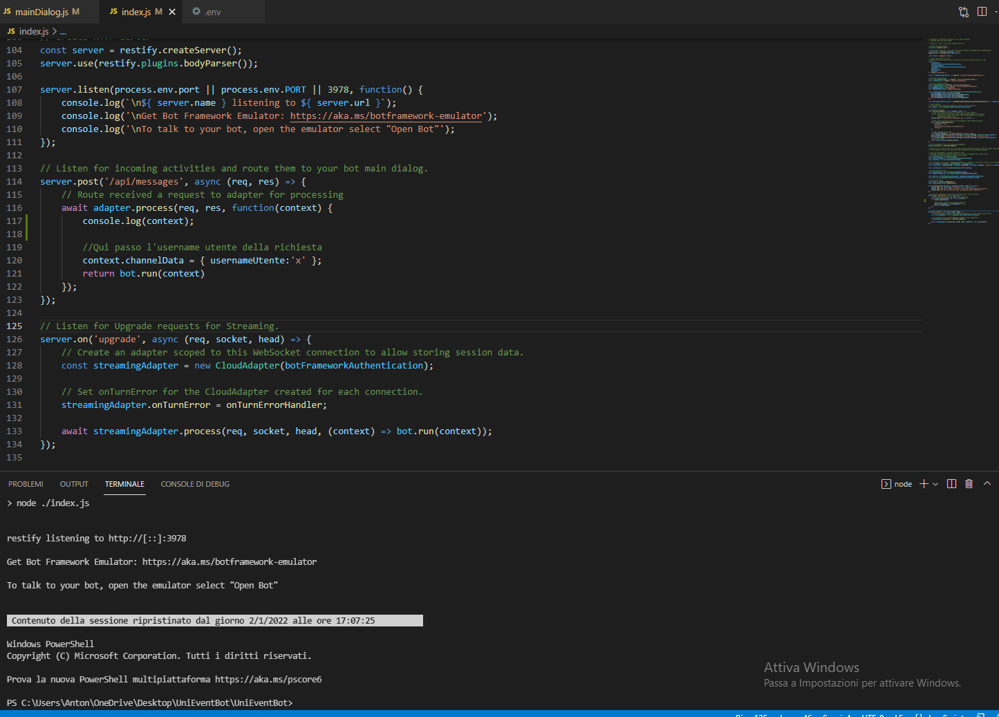 JS mainDialog.js M
JS index.js M
.env
JS index.js > ...
104 const server = restify.createServer();
105 server.use(restify.plugins.bodyParser());
106
107 server.listen(process.env.port || process.env.PORT || 3978, function() {
108 console.log(`\n${ server.name } listening to ${ server.url }`);
109 console.log('\nGet Bot Framework Emulator: https://aka.ms/botframework-emulator');
110 console.log('\nTo talk to your bot, open the emulator select "Open Bot"');
111 });
112
113 // Listen for incoming activities and route them to your bot main dialog.
114 server.post('/api/messages', async (req, res) => {
115 // Route received a request to adapter for processing
116 await adapter.process(req, res, function(context) {
117 console.log(context);
118
119 //Qui passo l'username utente della richiesta
120 context.channelData = { usernameUtente:'x' };
121 return bot.run(context)
122 });
123 });
124
125 // Listen for Upgrade requests for Streaming.
126 server.on('upgrade', async (req, socket, head) => {
127 // Create an adapter scoped to this WebSocket connection to allow storing session data.
128 const streamingAdapter = new CloudAdapter(botFrameworkAuthentication);
129
130 // Set onTurnError for the CloudAdapter created for each connection.
131 streamingAdapter.onTurnError = onTurnErrorHandler;
132
133 await streamingAdapter.process(req, socket, head, (context) => bot.run(context));
134 });
135
PROBLEMI OUTPUT TERMINALE CONSOLE DI DEBUG
node
> node ./index.js
restify listening to http://[::]:3978
Get Bot Framework Emulator: https://aka.ms/botframework-emulator
To talk to your bot, open the emulator select "Open Bot"
Contenuto della sessione ripristinato dal giorno 2/1/2022 alle ore 17:07:25
Windows PowerShell
Copyright (C) Microsoft Corporation. Tutti i diritti riservati.
Prova la nuova PowerShell multipiattaforma https://aka.ms/pscore6
PS C:\Users\Anton\OneDrive\Desktop\UniEventBot\UniEventBot>
Attiva Windows
Passa a Impostazioni per attivare Windows.